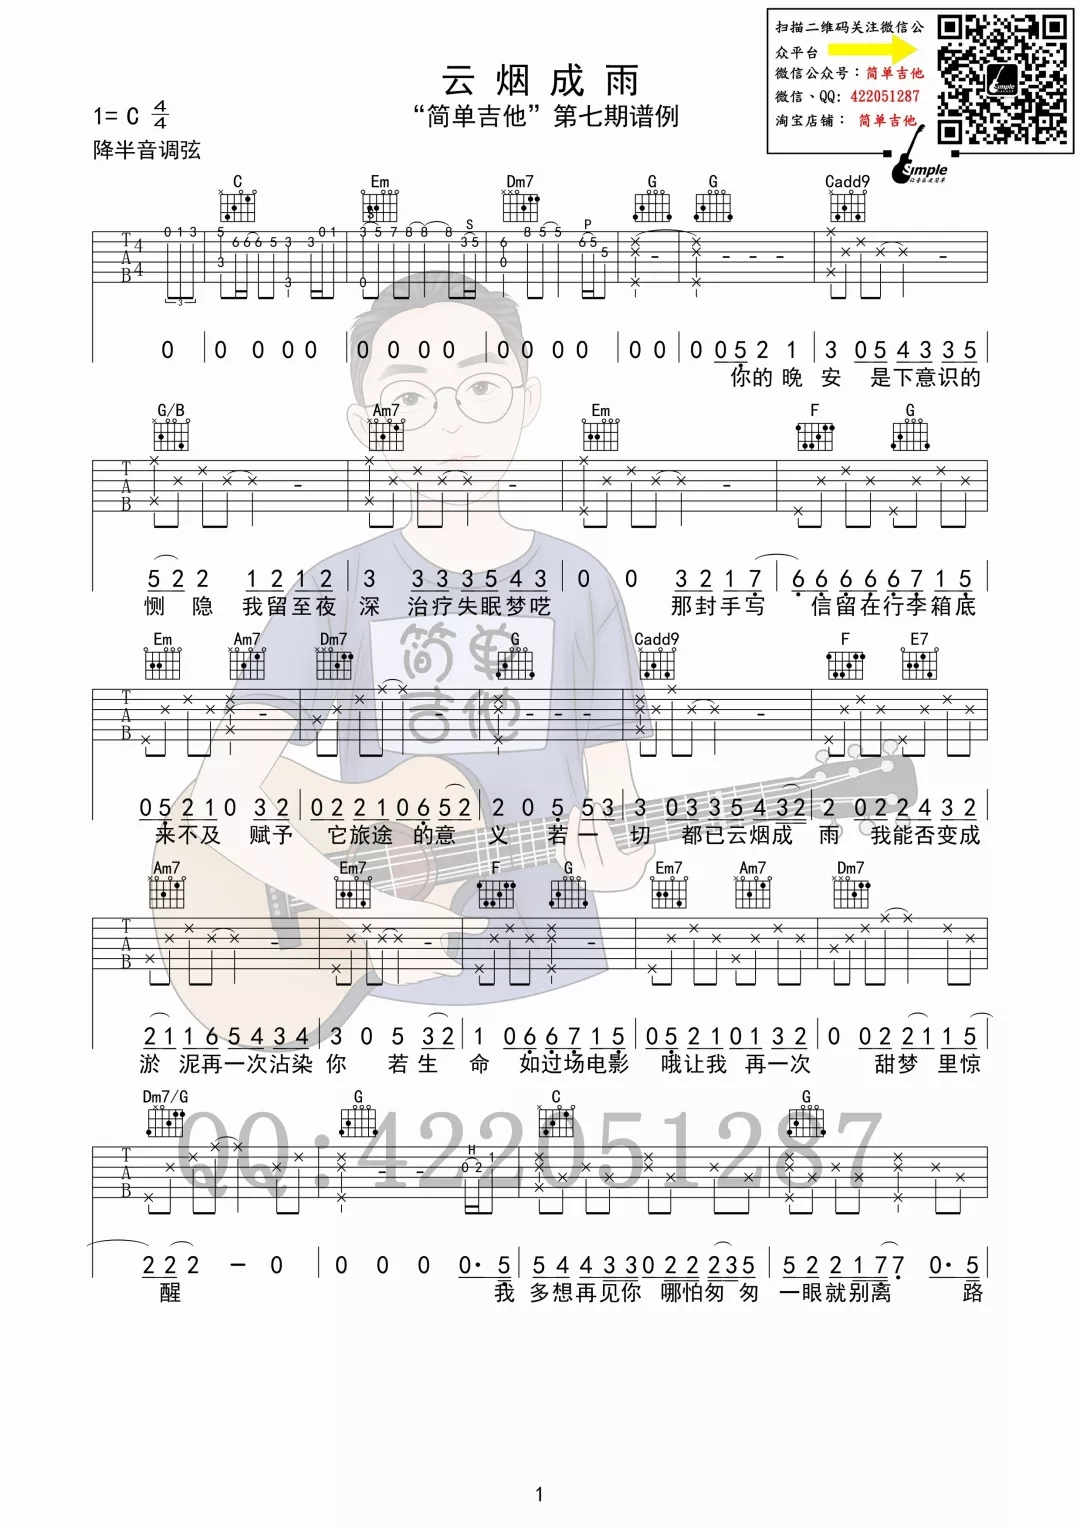 扫描二维码关注微信公
众平台
微信公众号：简单吉他
微信、QQ: 422051287
淘宝店铺： 简单吉他
Simple
云烟成雨
“简单吉他”第七期谱例
1= C 4/4
降半音调弦
C Em Dm7 G G Cadd9
0 0 0 0 0 0 0 0 0 0 0 0 0 0 0 0 0 5 2 1 3 0 5 4 3 3 5
你的晚安 是下意识的
G/B Am7 Em F G
5 2 2 1 2 1 2 3 3 3 3 5 4 3 0 0 3 2 1 7 6 6 6 6 6 7 1 5
恻隐 我留至夜深 治疗失眠梦呓 那封手写 信留在行李箱底
Em Am7 Dm7 G Cadd9 F E7
0 5 2 1 0 3 2 0 2 2 1 0 6 5 2 2 0 5 5 3 3 0 3 3 5 4 3 2 2 0 2 2 4 3 2
来不及 赋予 它旅途 的意义 若一切 都已云烟成雨 我能否变成
Am7 Em7 F G Em7 Am7 Dm7
2 1 1 6 5 4 3 4 3 0 5 3 2 1 0 6 6 7 1 5 0 5 2 1 0 1 3 2 0 0 2 2 1 1 5
淤泥再一次沾染你 若生命 如过场电影 哦让我 再一次 甜梦里惊
Dm7/G G C G
2 2 2 － 0 0 0 0 0· 5 5 4 4 3 3 0 2 2 2 3 5 5 2 2 1 7 7 0· 5
醒 我多想再见你 哪怕匆匆 一眼就别离 路
简单
吉他
QQ:422051287
1